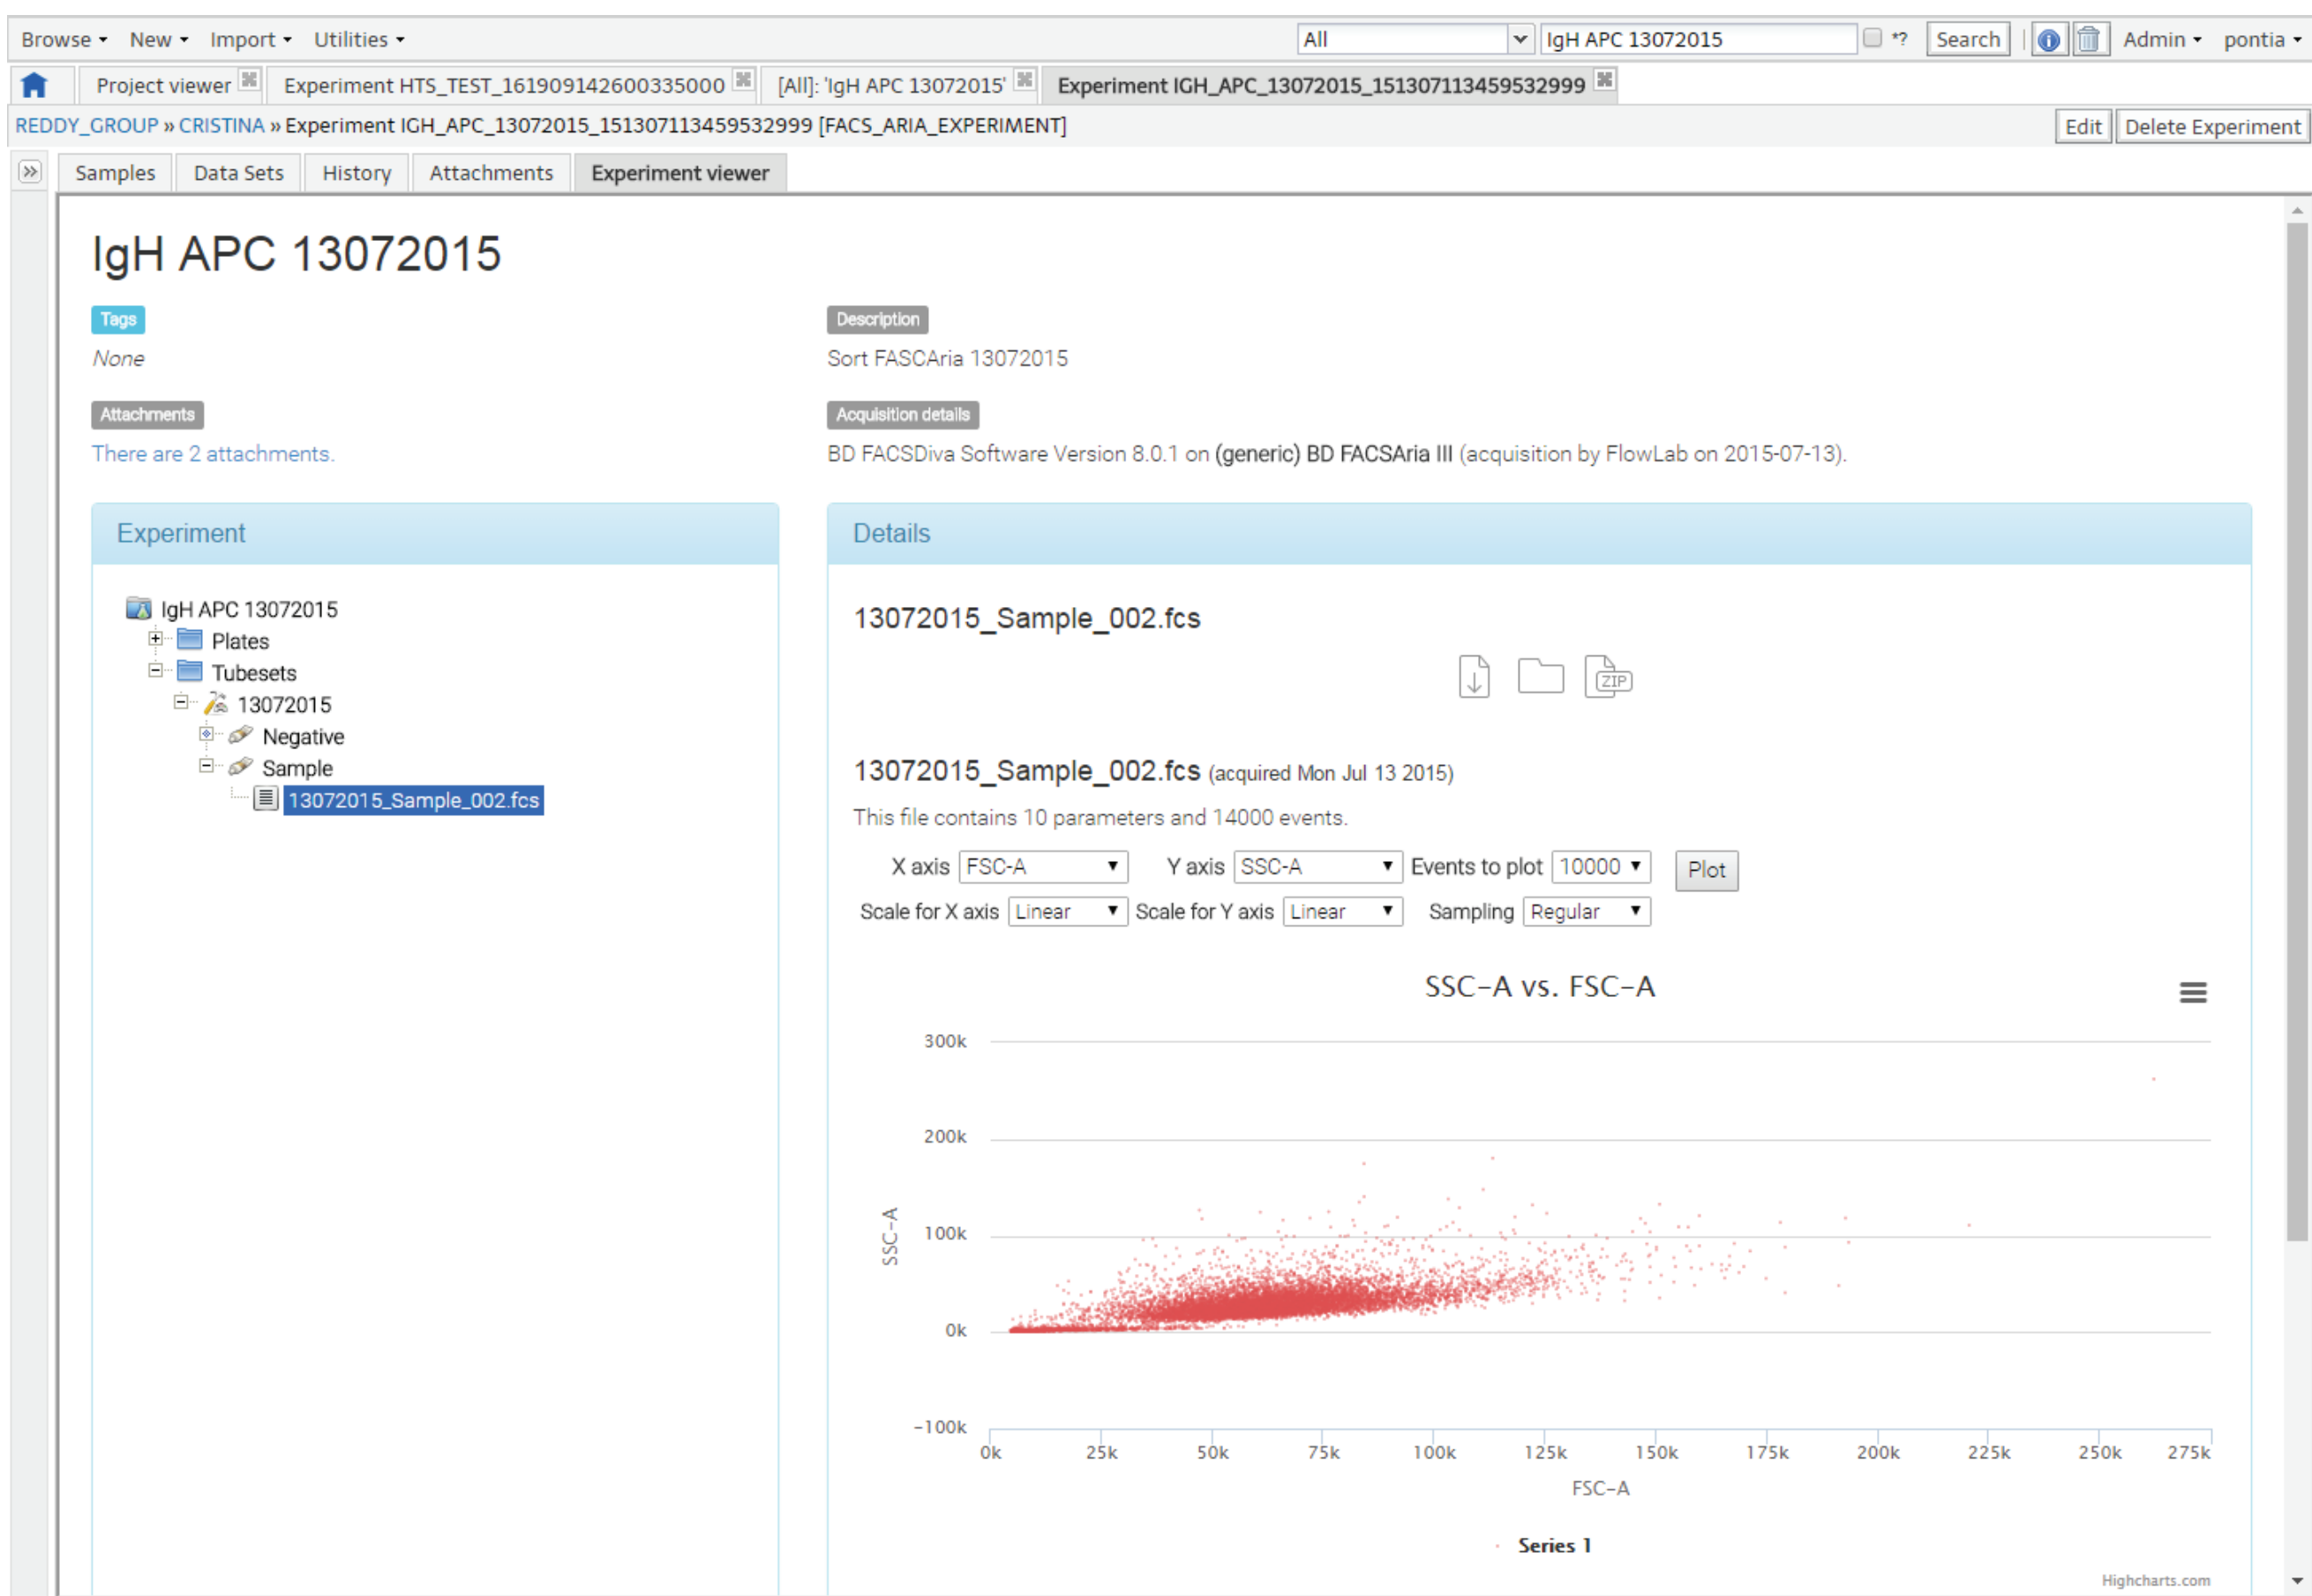 Browse New Import Utilities All IgH APC 13072015 *? Search Admin pontia
Project viewer Experiment HTS_TEST_161909142600335000 [All]: 'IgH APC 13072015' Experiment IGH_APC_13072015_151307113459532999
REDDY_GROUP » CRISTINA » Experiment IGH_APC_13072015_151307113459532999 [FACS_ARIA_EXPERIMENT] Edit Delete Experiment
Samples Data Sets History Attachments Experiment viewer
IgH APC 13072015
Tags Description
None Sort FASCAria 13072015
Attachments Acquisition details
There are 2 attachments. BD FACSDiva Software Version 8.0.1 on (generic) BD FACSAria III (acquisition by FlowLab on 2015-07-13).
Experiment
IgH APC 13072015
Plates
Tubesets
13072015
Negative
Sample
13072015_Sample_002.fcs
Details
13072015_Sample_002.fcs
ZIP
13072015_Sample_002.fcs (acquired Mon Jul 13 2015)
This file contains 10 parameters and 14000 events.
X axis FSC-A Y axis SSC-A Events to plot 10000 Plot
Scale for X axis Linear Scale for Y axis Linear Sampling Regular
SSC-A vs. FSC-A
300k
200k
100k
0k
-100k
SSC-A
0k 25k 50k 75k 100k 125k 150k 175k 200k 225k 250k 275k
FSC-A
Series 1
Highcharts.com